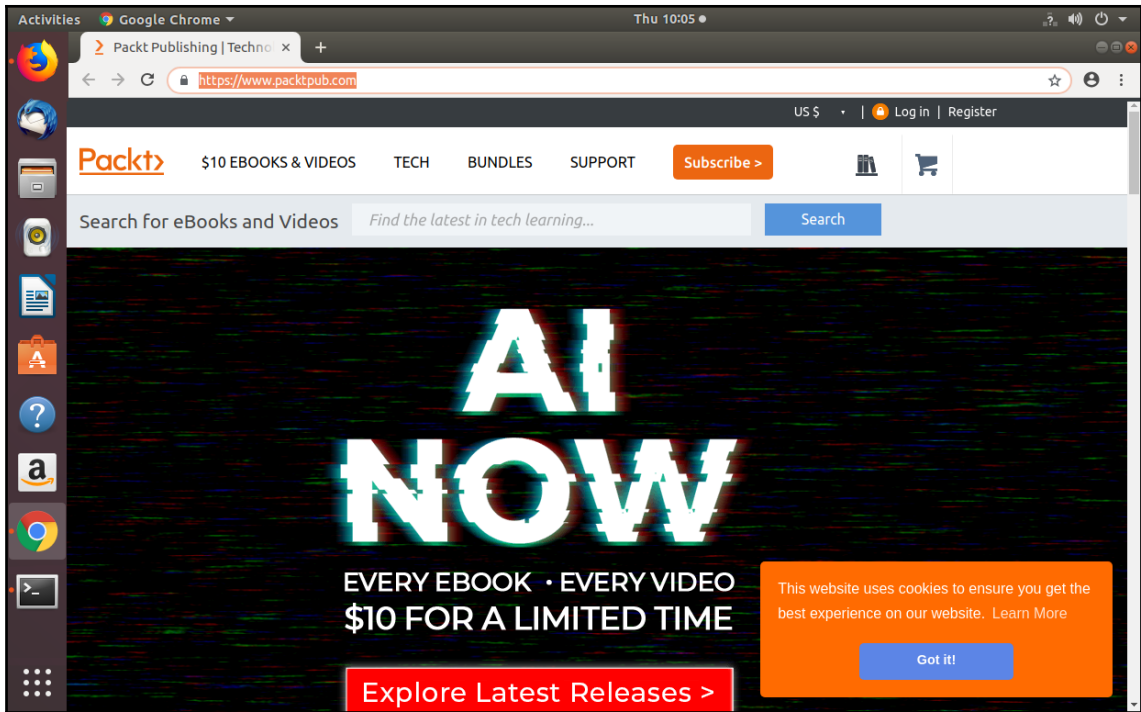 Activities Google Chrome Thu 10:05
Packt Publishing | Techno
https://www.packtpub.com
US $ | Log in | Register
Packt> $10 EBOOKS & VIDEOS TECH BUNDLES SUPPORT Subscribe >
Search for eBooks and Videos Find the latest in tech learning... Search
AI
NOW
EVERY EBOOK · EVERY VIDEO
$10 FOR A LIMITED TIME
Explore Latest Releases >
This website uses cookies to ensure you get the
best experience on our website. Learn More
Got it!